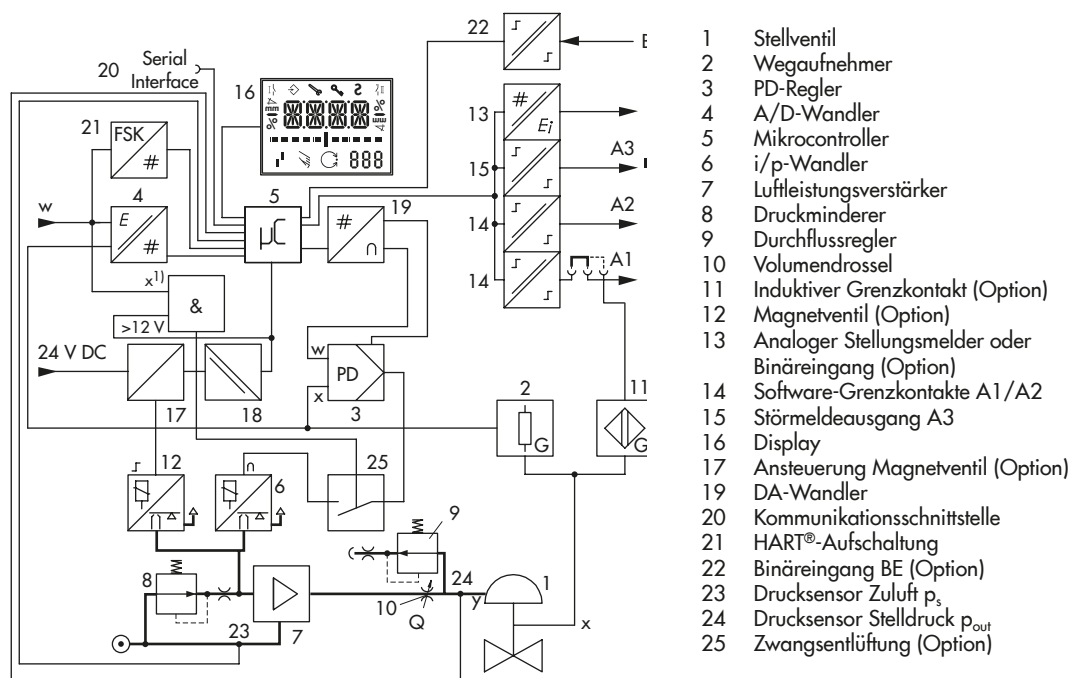 22
E
Serial
Interface
20
16
mm
%
%
mm
888
13
#
Ei
21
FSK
#
A3
15
4
5
19
A2
w
E
#
µC
#
∩
14
A1
14
x1)
&
>12 V
24 V DC
w
PD
x
3
2
11
G
G
17
18
12
∩
6
25
9
8
24
1
10
y
x
Q
23
7
1 Stellventil
2 Wegaufnehmer
3 PD-Regler
4 A/D-Wandler
5 Mikrocontroller
6 i/p-Wandler
7 Luftleistungsverstärker
8 Druckminderer
9 Durchflussregler
10 Volumendrossel
11 Induktiver Grenzkontakt (Option)
12 Magnetventil (Option)
13 Analoger Stellungsmelder oder
Binäreingang (Option)
14 Software-Grenzkontakte A1/A2
15 Störmeldeausgang A3
16 Display
17 Ansteuerung Magnetventil (Option)
19 DA-Wandler
20 Kommunikationsschnittstelle
21 HART®-Aufschaltung
22 Binäreingang BE (Option)
23 Drucksensor Zuluft ps
24 Drucksensor Stelldruck pout
25 Zwangsentlüftung (Option)